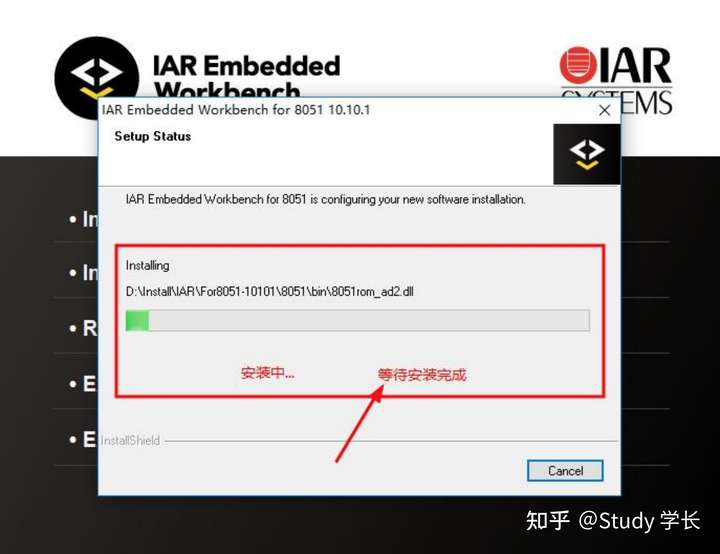 IAR Embedded
Workbench
IAR
SYSTEMS
IAR Embedded Workbench for 8051 10.10.1
Setup Status
IAR Embedded Workbench for 8051 is configuring your new software installation.
• In
Installing
• In
D:\Install\IAR\For8051-10101\8051\bin\8051rom_ad2.dll
• R
安装中... 等待安装完成
• E
• E
InstallShield
Cancel
知乎 @Study 学长